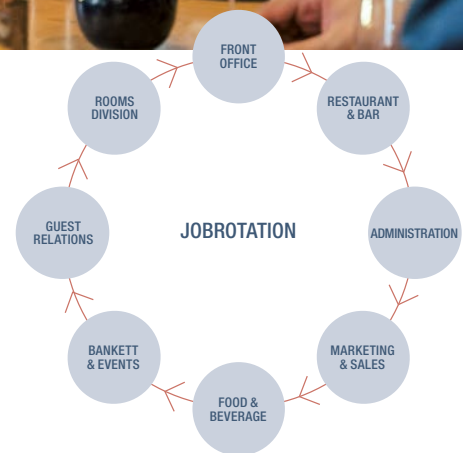 FRONT
OFFICE
RESTAURANT
& BAR
ADMINISTRATION
MARKETING
& SALES
FOOD &
BEVERAGE
BANKETT
& EVENTS
GUEST
RELATIONS
ROOMS
DIVISION
JOBROTATION